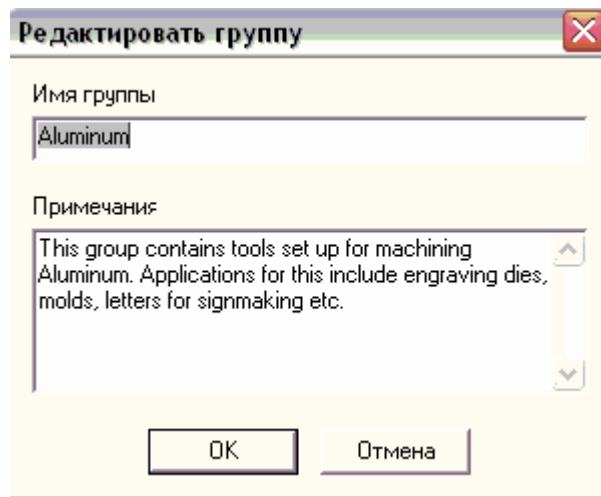 Редактировать группу
Имя группы
Aluminum
Примечания
This group contains tools set up for machining
Aluminum. Applications for this include engraving dies,
molds, letters for signmaking etc.
OK
Отмена